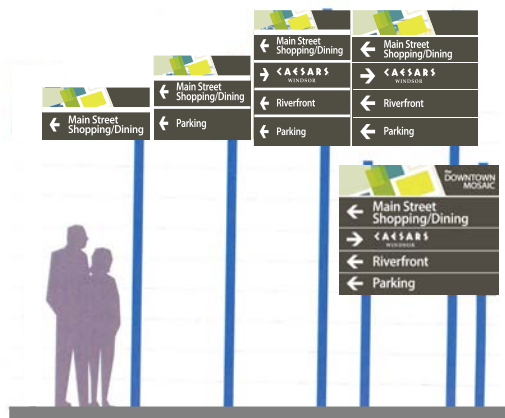 Main Street
Shopping/Dining
Main Street
Shopping/Dining
Parking
Main Street
Shopping/Dining
CAESARS
WINDSOR
Riverfront
Parking
Main Street
Shopping/Dining
CAESARS
WINDSOR
Riverfront
Parking
the
DOWNTOWN
MOSAIC
Main Street
Shopping/Dining
CAESARS
WINDSOR
Riverfront
Parking